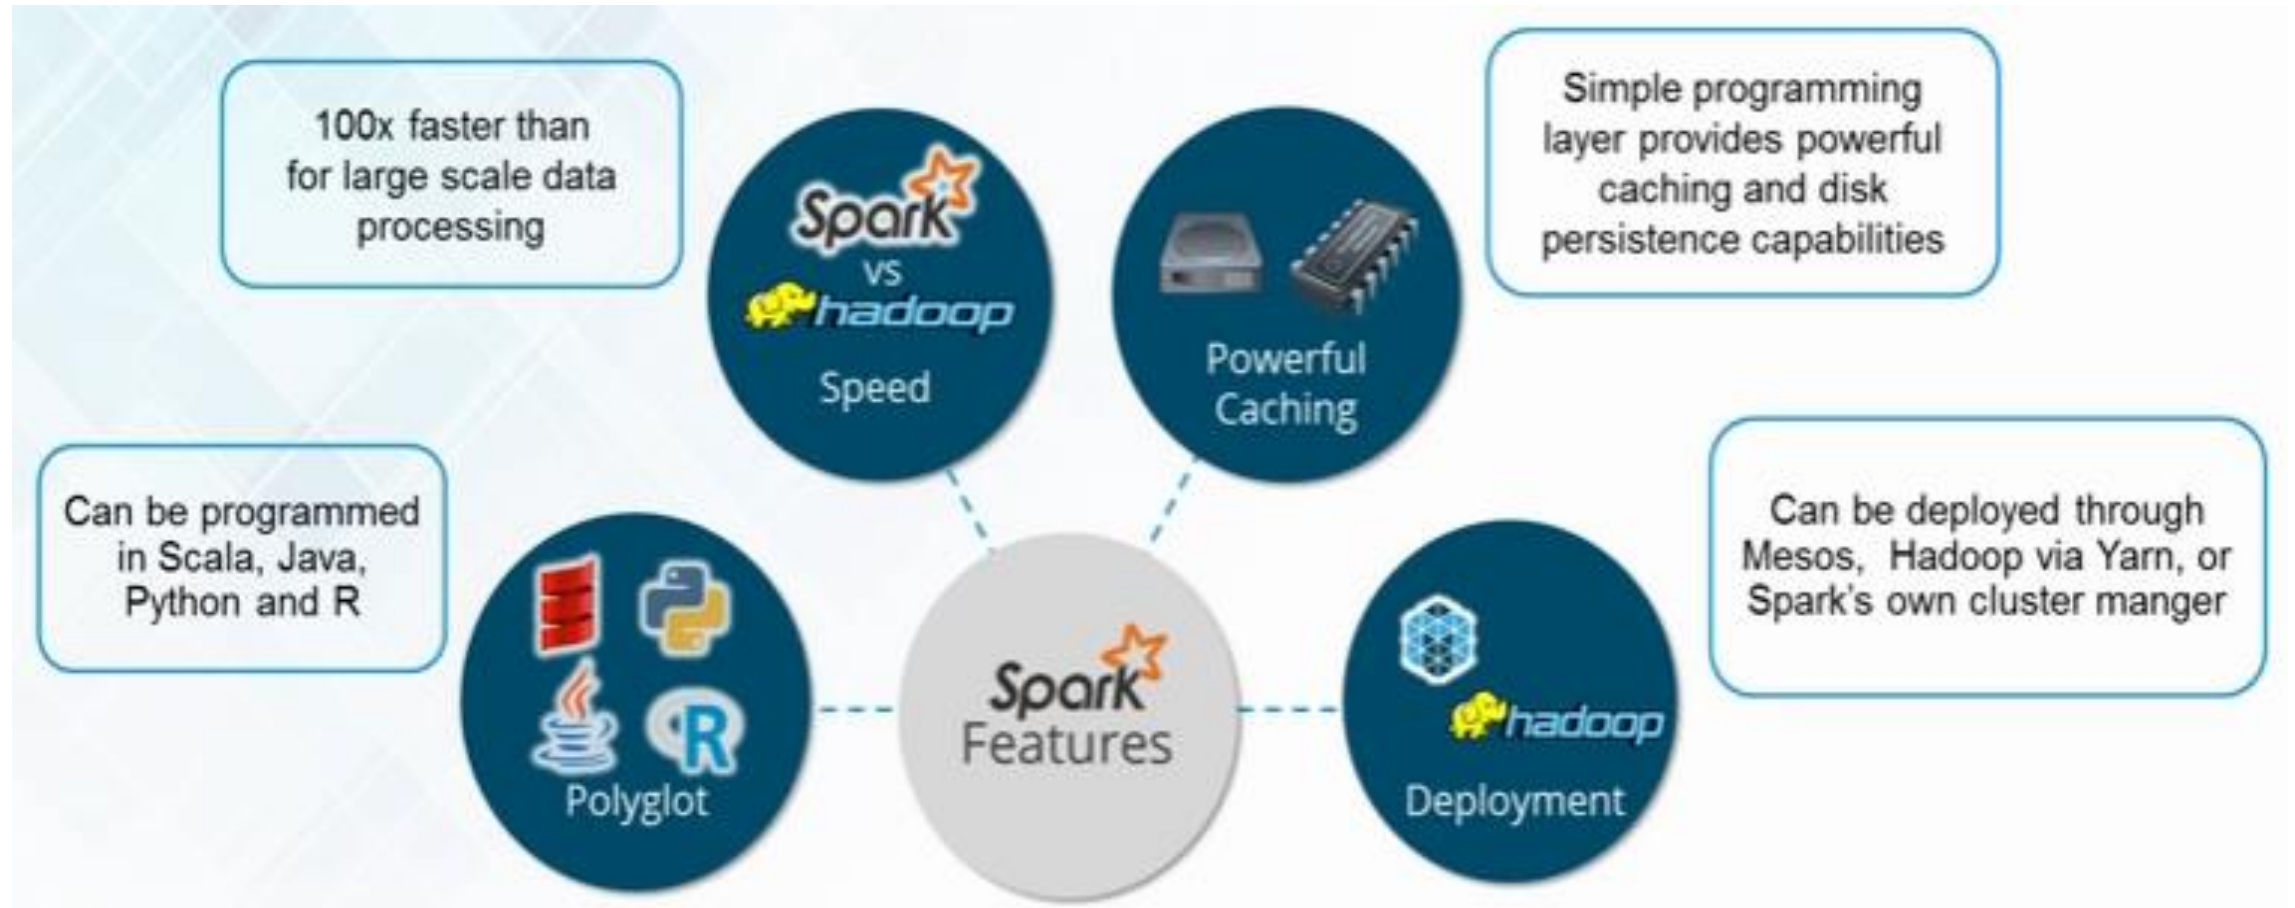 100x faster than
for large scale data
processing
Spark
vs
hadoop
Speed
Powerful
Caching
Simple programming
layer provides powerful
caching and disk
persistence capabilities
Can be programmed
in Scala, Java,
Python and R
R
Polyglot
Spark
Features
hadoop
Deployment
Can be deployed through
Mesos, Hadoop via Yarn, or
Spark's own cluster manger